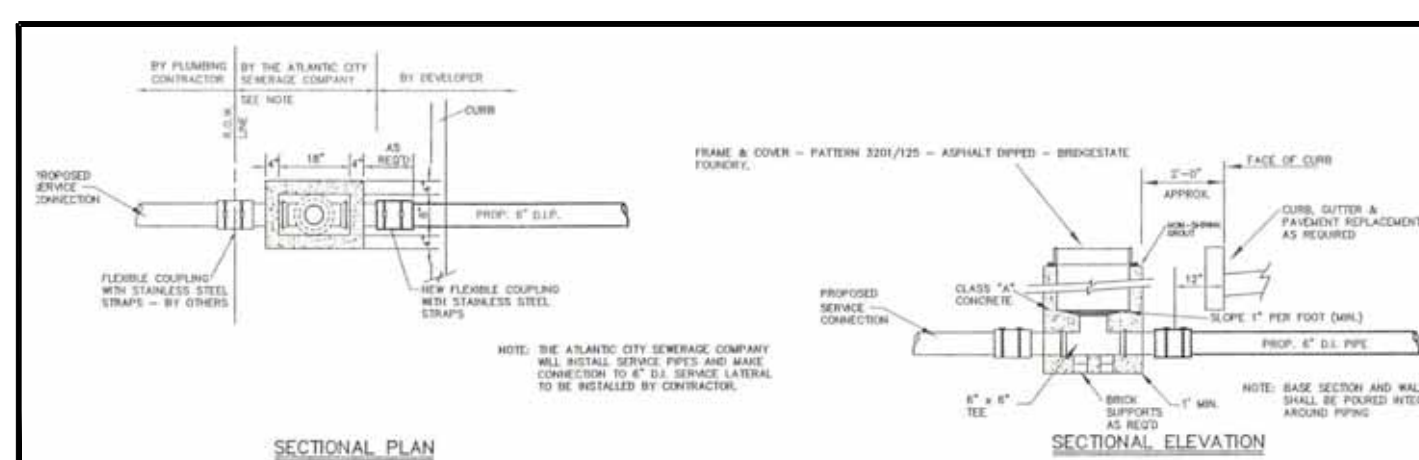 BY PLUMBING
CONTRACTOR
BY THE ATLANTIC CITY
SEWERAGE COMPANY
SEE NOTE
BY DEVELOPER
R.O.W.
LINE
CURB
4"
18"
4"
AS
REQ'D
PROPOSED
SERVICE
CONNECTION
PROP. 6" D.I.P.
FLEXIBLE COUPLING
WITH STAINLESS STEEL
STRAPS – BY OTHERS
NEW FLEXIBLE COUPLING
WITH STAINLESS STEEL
STRAPS
NOTE: THE ATLANTIC CITY SEWERAGE COMPANY
WILL INSTALL SERVICE PIPES AND MAKE
CONNECTION TO 6" D.I. SERVICE LATERAL
TO BE INSTALLED BY CONTRACTOR.
SECTIONAL PLAN
FRAME & COVER – PATTERN 3201/125 – ASPHALT DIPPED – BRIDGESTATE
FOUNDRY.
2'-0"
APPROX.
FACE OF CURB
CURB, GUTTER &
PAVEMENT REPLACEMENT
AS REQUIRED
NON-SHRINK
GROUT
12"
CLASS "A"
CONCRETE
PROPOSED
SERVICE
CONNECTION
SLOPE 1" PER FOOT (MIN.)
PROP. 6" D.I. PIPE
6" x 6"
TEE
BRICK
SUPPORTS
AS REQ'D
1' MIN.
NOTE: BASE SECTION AND WAL
SHALL BE POURED INTE
AROUND PIPING
SECTIONAL ELEVATION